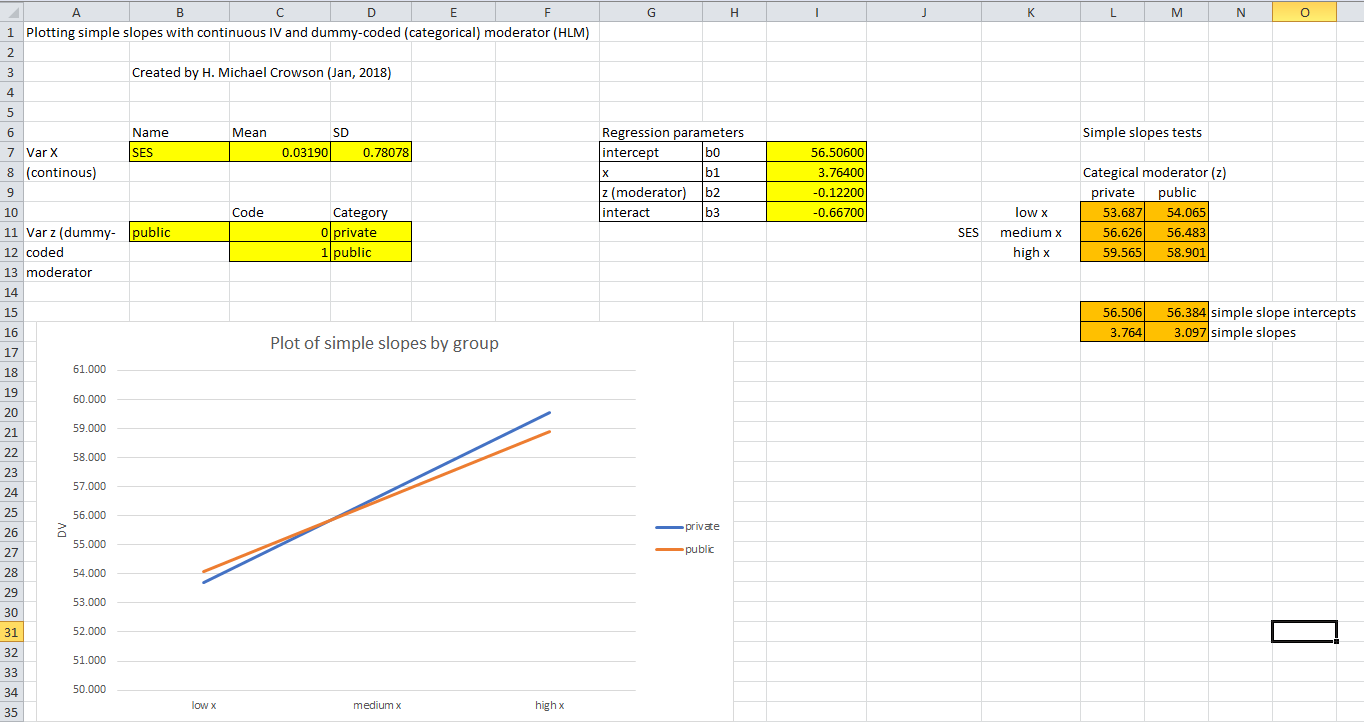 A B C D E F G H I J K L M N O
1 Plotting simple slopes with continuous IV and dummy-coded (categorical) moderator (HLM)
2
3 Created by H. Michael Crowson (Jan, 2018)
4
5
6 Name Mean SD Regression parameters Simple slopes tests
7 Var X SES 0.03190 0.78078 intercept b0 56.50600
8 (continous) x b1 3.76400 Categical moderator (z)
9 z (moderator) b2 -0.12200 private public
10 Code Category interact b3 -0.66700 low x 53.687 54.065
11 Var z (dummy- public 0 private SES medium x 56.626 56.483
12 coded 1 public high x 59.565 58.901
13 moderator
14
15 56.506 56.384 simple slope intercepts
16 3.764 3.097 simple slopes
17
18
19
20
21
22
23
24
25
26
27
28
29
30
31
32
33
34
35
Plot of simple slopes by group
61.000
60.000
59.000
58.000
57.000
56.000
55.000
54.000
53.000
52.000
51.000
50.000
DV
low x medium x high x
private
public